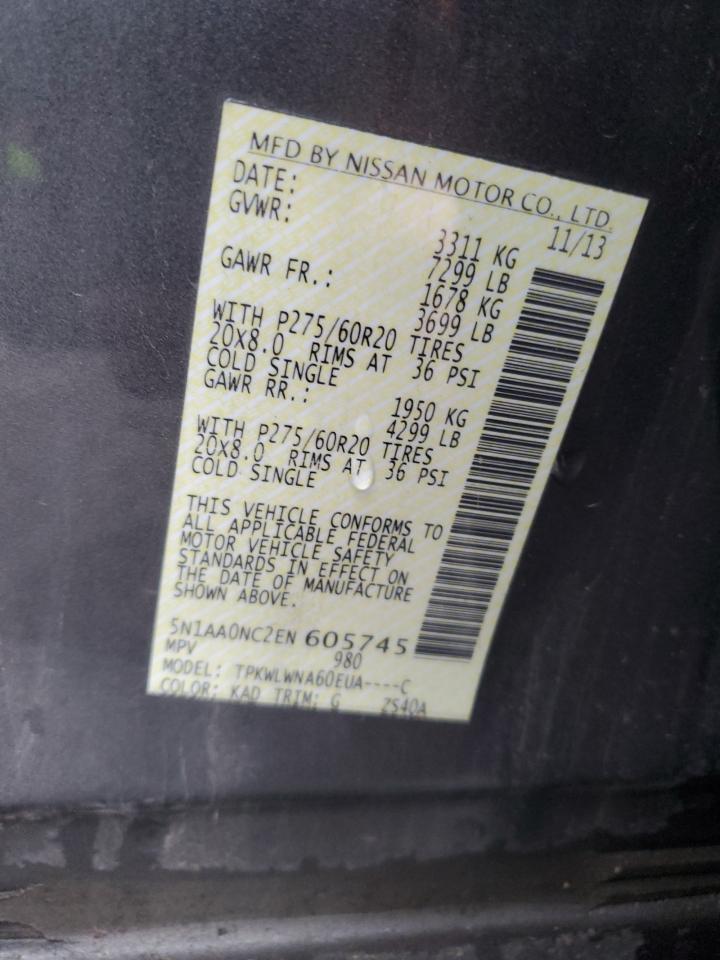 MFD BY NISSAN MOTOR CO., LTD.
DATE: 11/13
GVWR: 3311 KG
7299 LB
GAWR FR.: 1678 KG
3699 LB
WITH P275/60R20 TIRES
20X8.0 RIMS AT 36 PSI
COLD SINGLE
GAWR RR.: 1950 KG
4299 LB
WITH P275/60R20 TIRES
20X8.0 RIMS AT 36 PSI
COLD SINGLE
THIS VEHICLE CONFORMS TO
ALL APPLICABLE FEDERAL
MOTOR VEHICLE SAFETY
STANDARDS IN EFFECT ON
THE DATE OF MANUFACTURE
SHOWN ABOVE.
5N1AA0NC2EN 605745
MPV 980
MODEL: TPKWLWNA60EUA----C
COLOR: KAD TRIM: G ZS40A